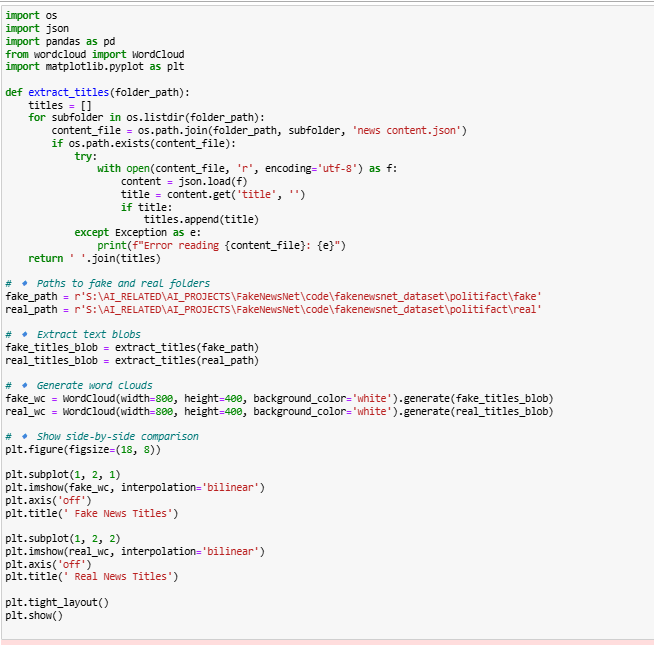 import os
import json
import pandas as pd
from wordcloud import WordCloud
import matplotlib.pyplot as plt

def extract_titles(folder_path):
    titles = []
    for subfolder in os.listdir(folder_path):
        content_file = os.path.join(folder_path, subfolder, 'news content.json')
        if os.path.exists(content_file):
            try:
                with open(content_file, 'r', encoding='utf-8') as f:
                    content = json.load(f)
                    title = content.get('title', '')
                    if title:
                        titles.append(title)
            except Exception as e:
                print(f"Error reading {content_file}: {e}")
    return ' '.join(titles)

# 🔹 Paths to fake and real folders
fake_path = r'S:\AI_RELATED\AI_PROJECTS\FakeNewsNet\code\fakenewsnet_dataset\politifact\fake'
real_path = r'S:\AI_RELATED\AI_PROJECTS\FakeNewsNet\code\fakenewsnet_dataset\politifact\real'

# 🔹 Extract text blobs
fake_titles_blob = extract_titles(fake_path)
real_titles_blob = extract_titles(real_path)

# 🔹 Generate word clouds
fake_wc = WordCloud(width=800, height=400, background_color='white').generate(fake_titles_blob)
real_wc = WordCloud(width=800, height=400, background_color='white').generate(real_titles_blob)

# 🔹 Show side-by-side comparison
plt.figure(figsize=(18, 8))

plt.subplot(1, 2, 1)
plt.imshow(fake_wc, interpolation='bilinear')
plt.axis('off')
plt.title(' Fake News Titles')

plt.subplot(1, 2, 2)
plt.imshow(real_wc, interpolation='bilinear')
plt.axis('off')
plt.title(' Real News Titles')

plt.tight_layout()
plt.show()